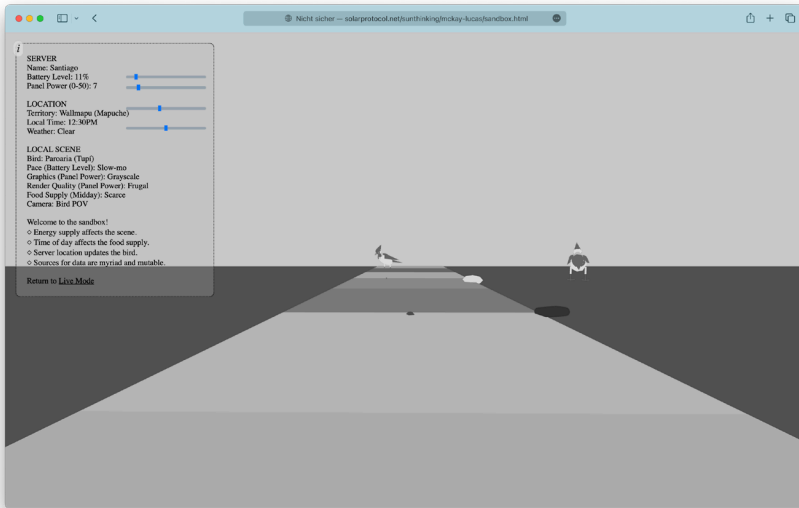 Nicht sicher — solarprotocol.net/sunthinking/mckay-lucas/sandbox.html
i
SERVER
Name: Santiago
Battery Level: 11%
Panel Power (0-50): 7
LOCATION
Territory: Wallmapu (Mapuche)
Local Time: 12:30PM
Weather: Clear
LOCAL SCENE
Bird: Paroaria (Tupí)
Pace (Battery Level): Slow-mo
Graphics (Panel Power): Grayscale
Render Quality (Panel Power): Frugal
Food Supply (Midday): Scarce
Camera: Bird POV
Welcome to the sandbox!
◇ Energy supply affects the scene.
◇ Time of day affects the food supply.
◇ Server location updates the bird.
◇ Sources for data are myriad and mutable.
Return to Live Mode